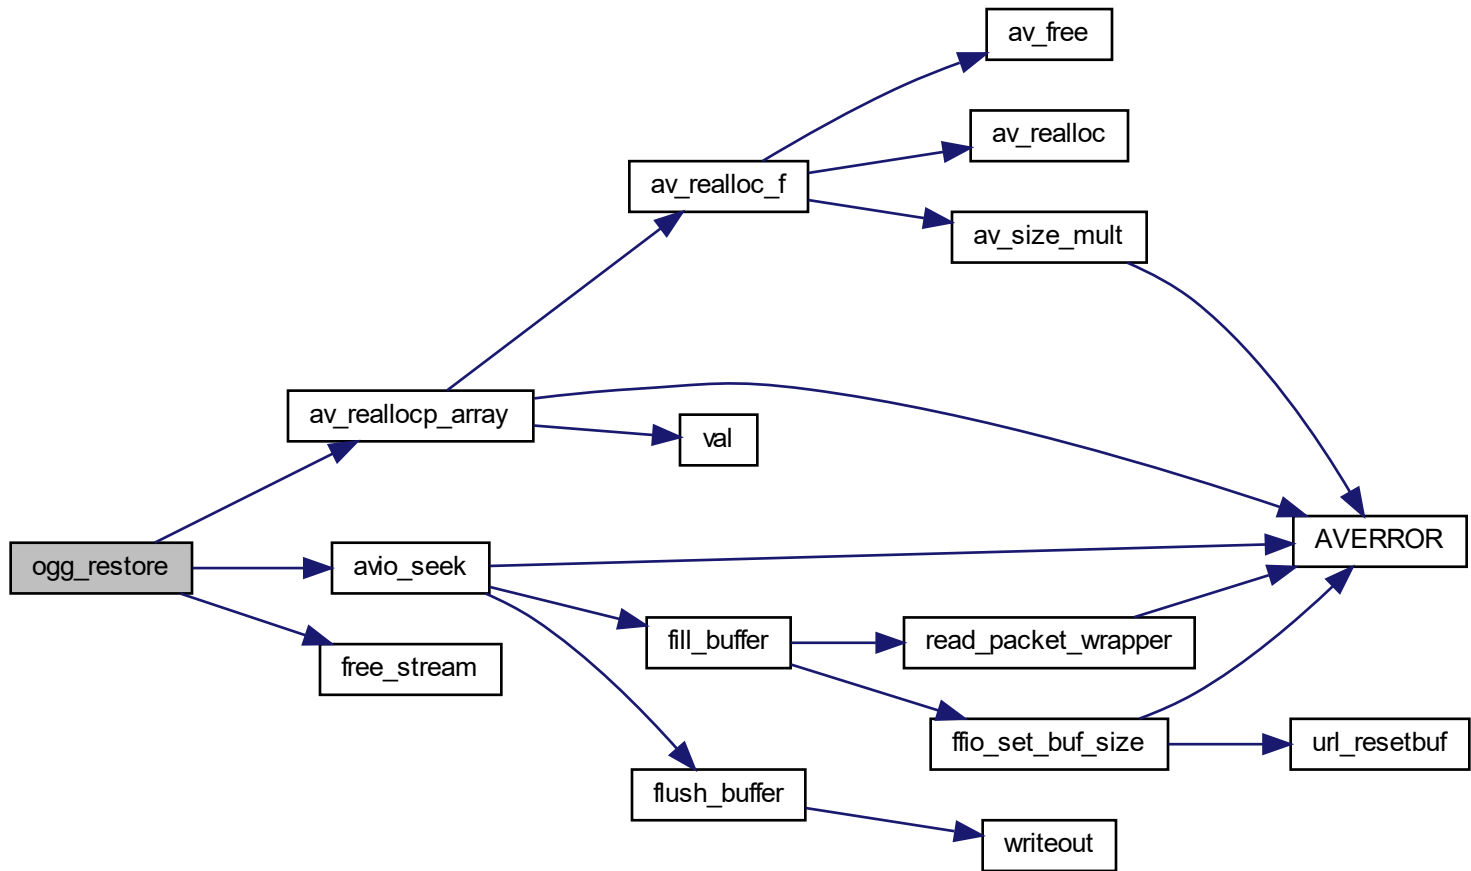 av_free
av_realloc
av_realloc_f
av_size_mult
av_reallocp_array
val
AVERROR
ogg_restore
avio_seek
fill_buffer
read_packet_wrapper
free_stream
ffio_set_buf_size
url_resetbuf
flush_buffer
writeout